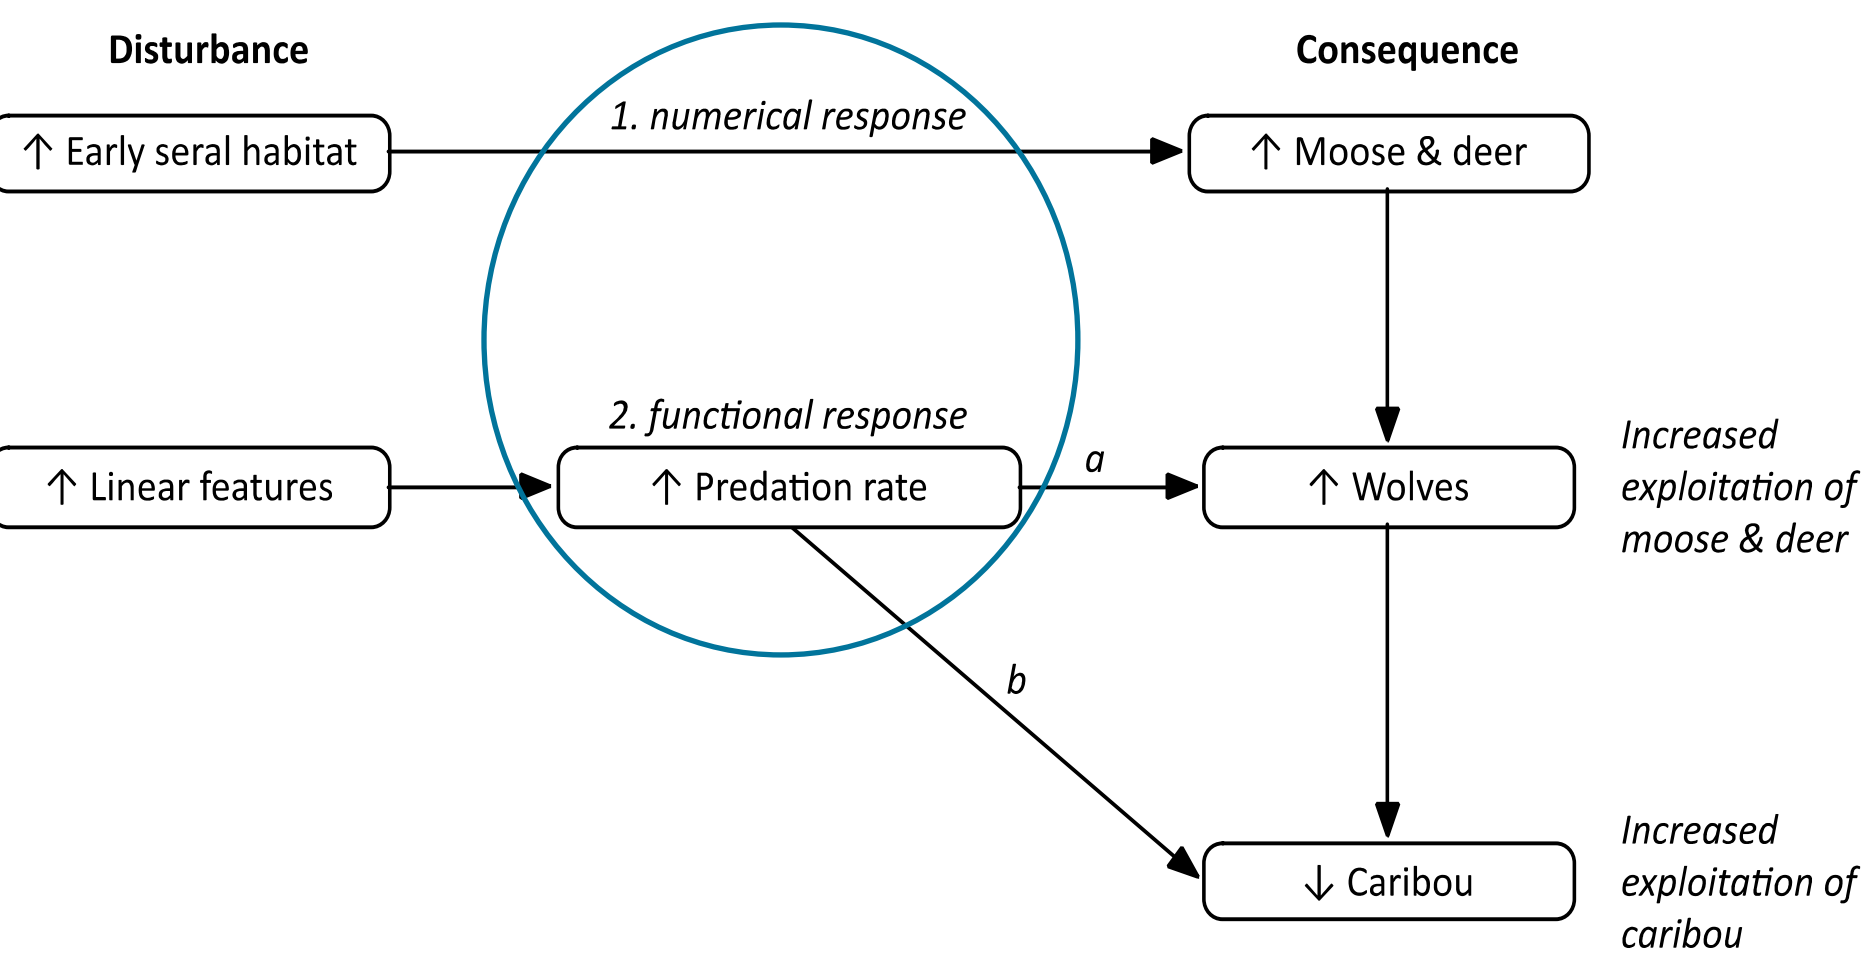 Disturbance
Consequence
1. numerical response
↑ Early seral habitat
↑ Moose & deer
2. functional response
↑ Linear features
↑ Predation rate
a
↑ Wolves
Increased
exploitation of
moose & deer
b
↓ Caribou
Increased
exploitation of
caribou